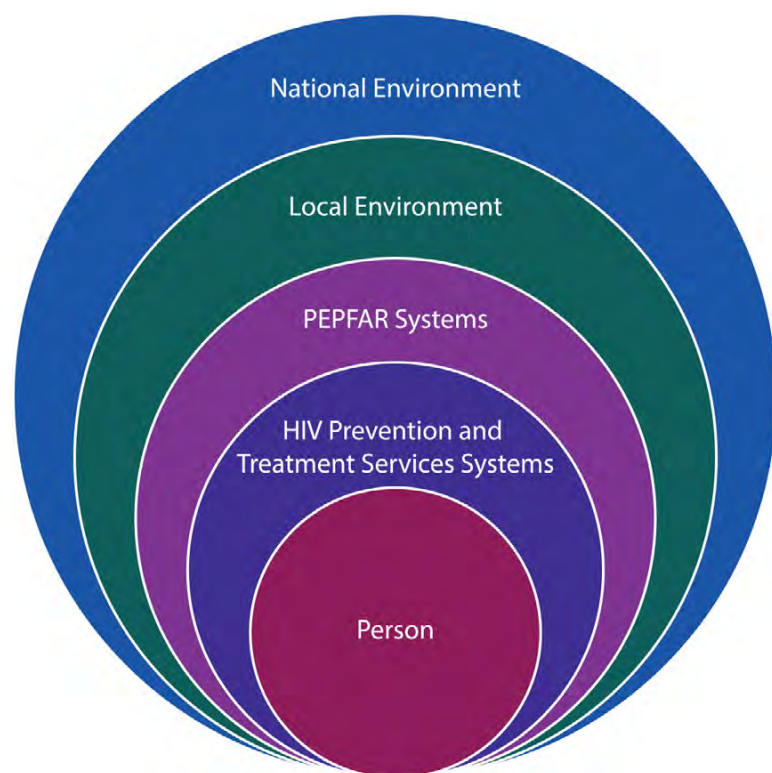 National Environment
Local Environment
PEPFAR Systems
HIV Prevention and
Treatment Services Systems
Person